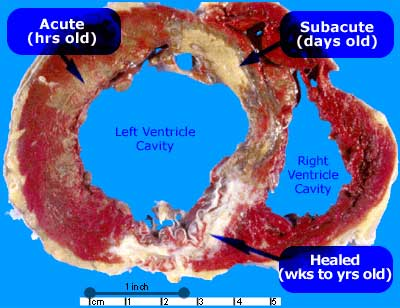 Acute
(hrs old)
Subacute
(days old)
Left Ventricle
Cavity
Right
Ventricle
Cavity
Healed
(wks to yrs old)
1 inch
1cm 1 2 3 4 5